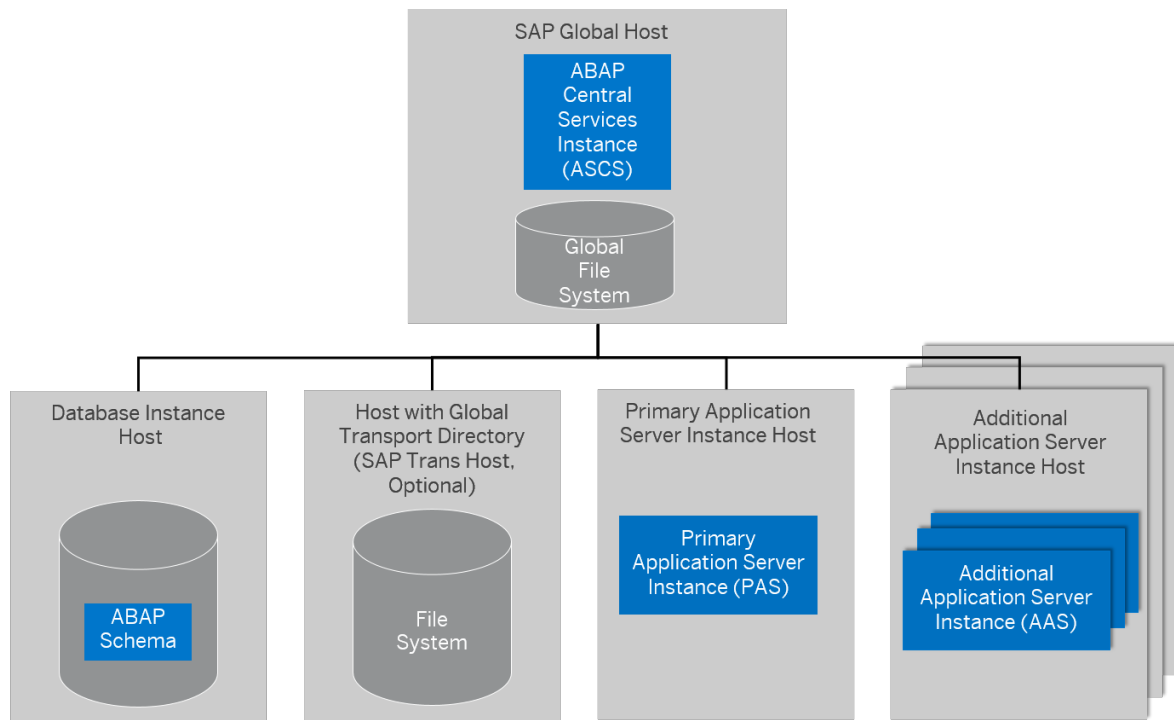 SAP Global Host
ABAP
Central
Services
Instance
(ASCS)
Global
File
System
Database Instance
Host
ABAP
Schema
Host with Global
Transport Directory
(SAP Trans Host,
Optional)
File
System
Primary Application
Server Instance Host
Primary
Application Server
Instance (PAS)
Additional
Application Server
Instance Host
Additional
Application Server
Instance (AAS)